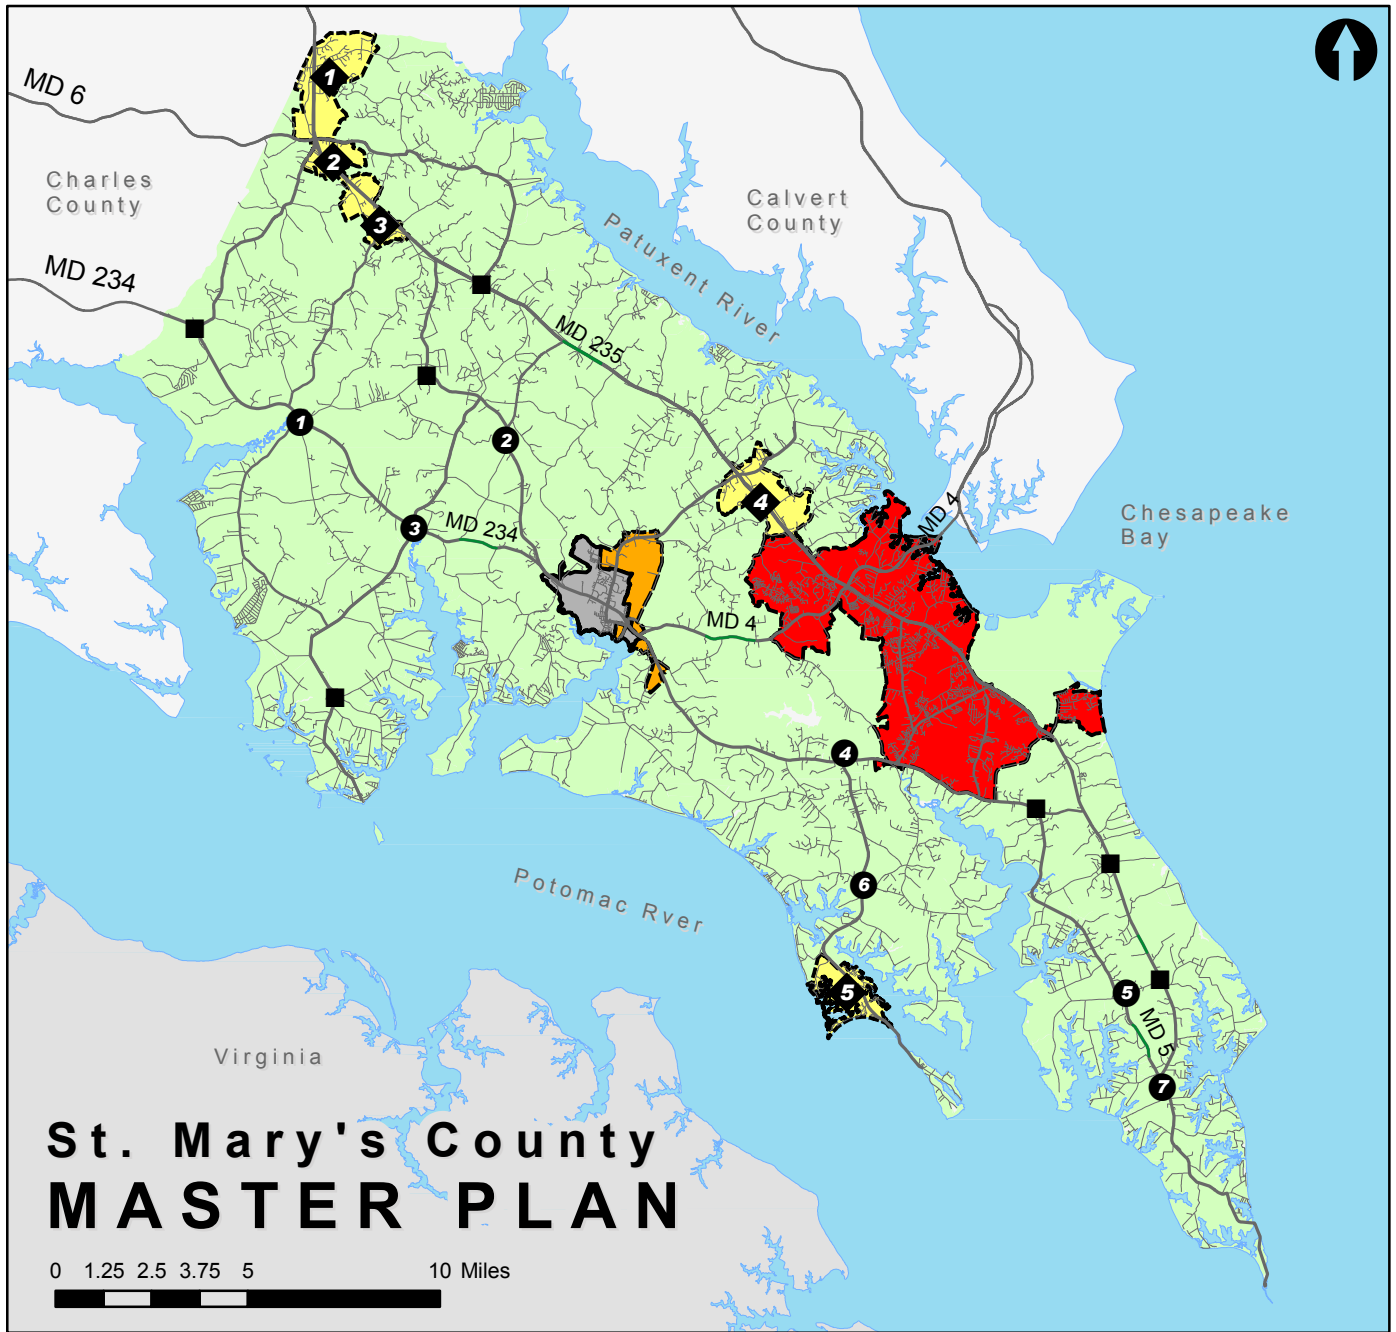 MD 6
1
2
Charles
County
3
Calvert
County
Patuxent River
MD 234
MD 235
1
2
4
MD 4
Chesapeake
Bay
3
MD 234
MD 4
4
6
Potomac Rver
5
5
MD 5
Virginia
7
St. Mary's County
MASTER PLAN
0 1.25 2.5 3.75 5 10 Miles